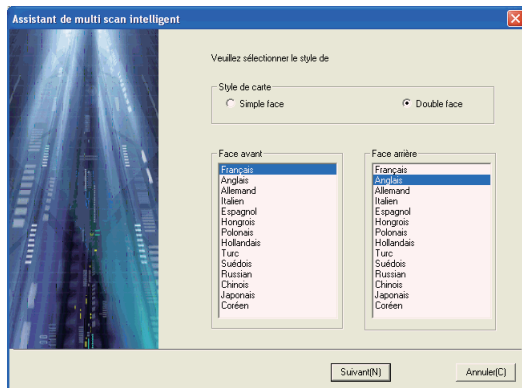 Assistant de multi scan intelligent
Veuillez sélectionner le style de
Style de carte
Simple face
Double face
Face avant
Français
Anglais
Allemand
Italien
Espagnol
Hongrois
Polonais
Hollandais
Turc
Suédois
Russian
Chinois
Japonais
Coréen
Face arrière
Français
Anglais
Allemand
Italien
Espagnol
Hongrois
Polonais
Hollandais
Turc
Suédois
Russian
Chinois
Japonais
Coréen
Suivant(N)
Annuler(C)